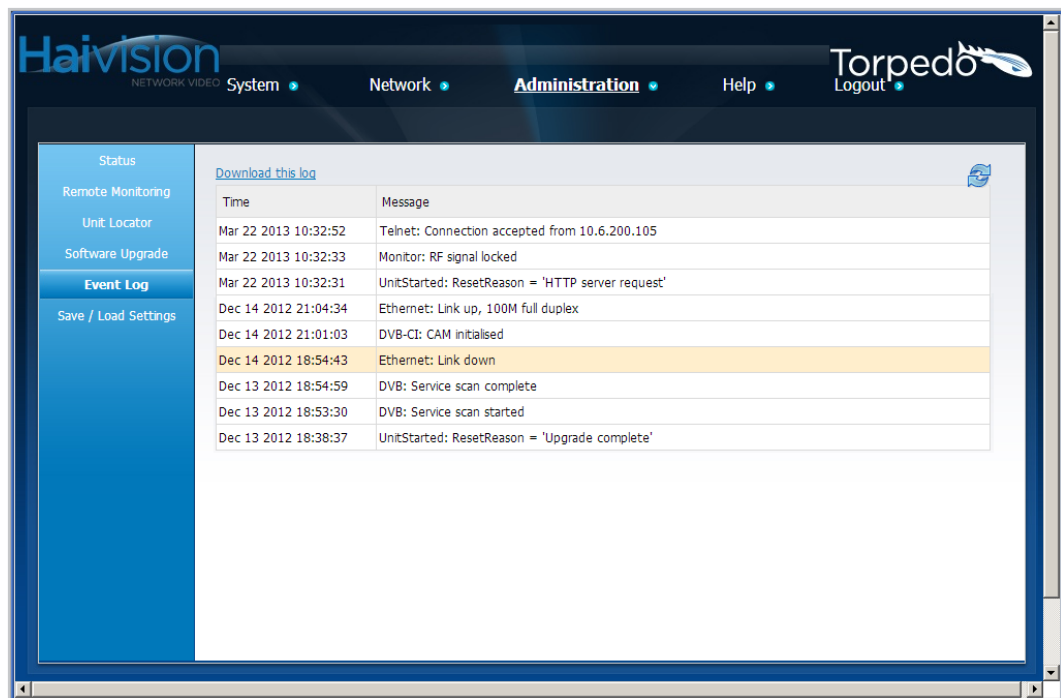 Haivision
NETWORK VIDEO
Torpedo
System Network Administration Help Logout
Status
Remote Monitoring
Unit Locator
Software Upgrade
Event Log
Save / Load Settings
Download this log
Time Message
Mar 22 2013 10:32:52 Telnet: Connection accepted from 10.6.200.105
Mar 22 2013 10:32:33 Monitor: RF signal locked
Mar 22 2013 10:32:31 UnitStarted: ResetReason = 'HTTP server request'
Dec 14 2012 21:04:34 Ethernet: Link up, 100M full duplex
Dec 14 2012 21:01:03 DVB-CI: CAM initialised
Dec 14 2012 18:54:43 Ethernet: Link down
Dec 13 2012 18:54:59 DVB: Service scan complete
Dec 13 2012 18:53:30 DVB: Service scan started
Dec 13 2012 18:38:37 UnitStarted: ResetReason = 'Upgrade complete'